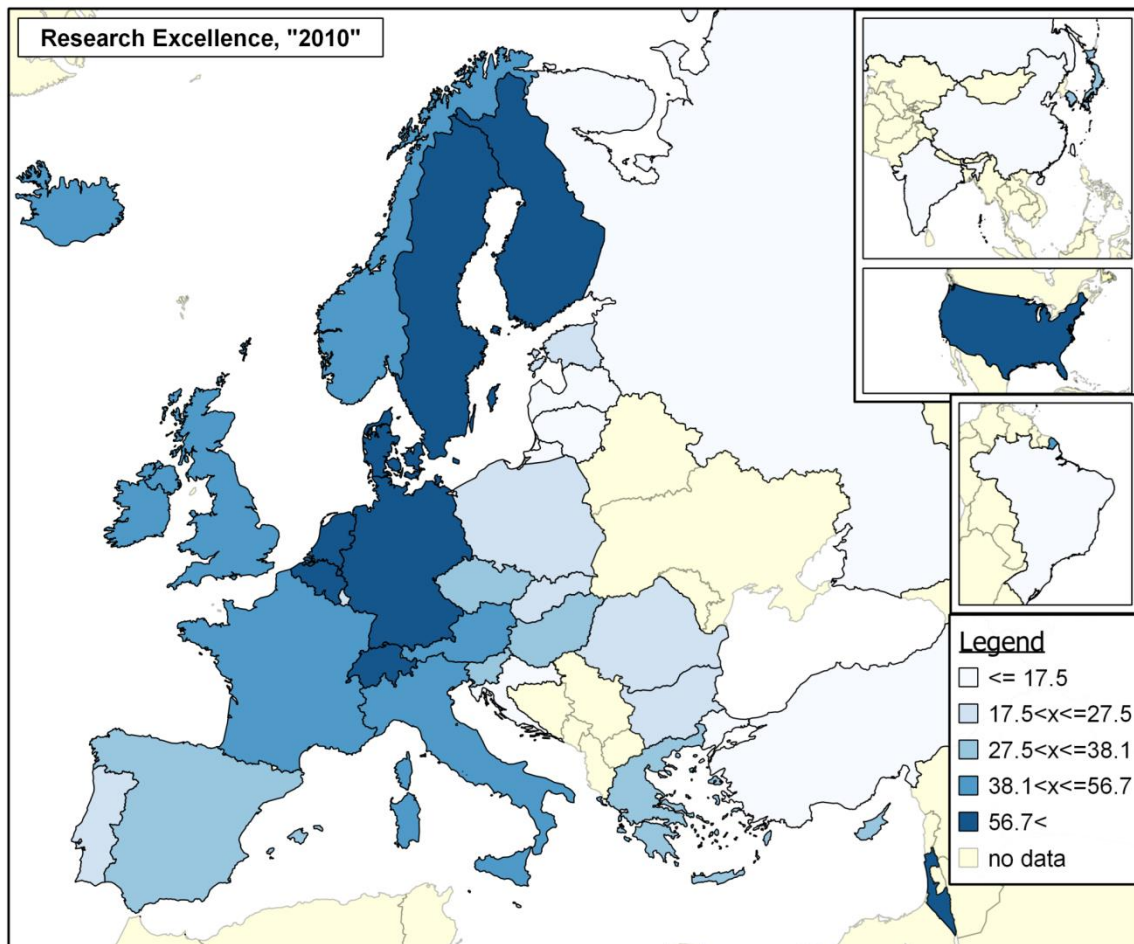 Research Excellence, "2010"
Legend
<= 17.5
17.5<x<=27.5
27.5<x<=38.1
38.1<x<=56.7
56.7<
no data